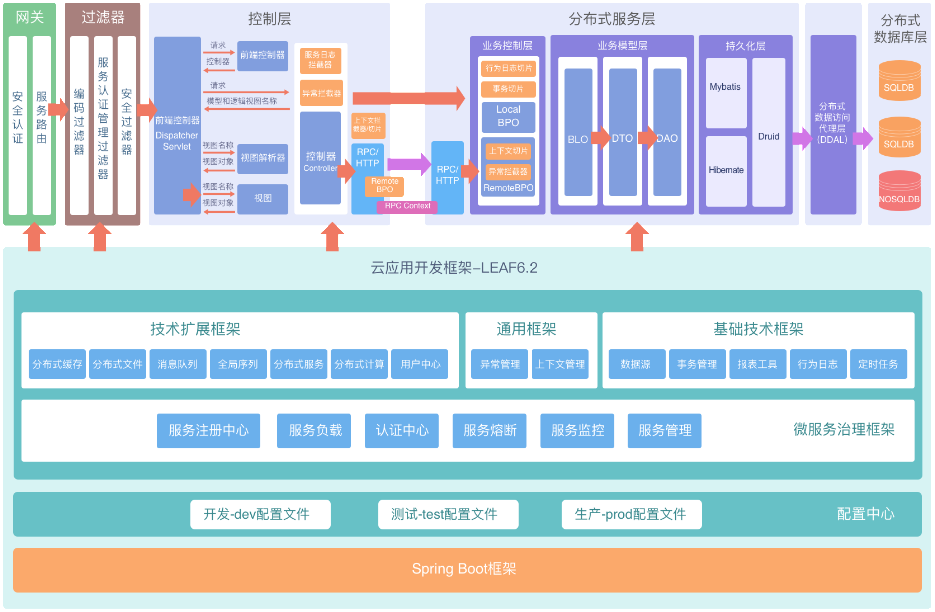 网关
过滤器
控制层
分布式服务层
分布式
数据库层
安全认证
服务路由
编码过滤器
服务认证管理过滤器
安全过滤器
前端控制器
Dispatcher
Servlet
请求
控制器
前端控制器
请求
模型和逻辑视图名称
视图名称
视图对象
视图解析器
视图名称
视图对象
视图
服务日志
拦截器
异常拦截器
控制器
Controller
上下文拦
截器/切片
RPC/
HTTP
Remote
BPO
RPC Context
RPC/
HTTP
业务控制层
行为日志切片
事务切片
Local
BPO
上下文切片
异常拦截器
RemoteBPO
业务模型层
BLO
DTO
DAO
持久化层
Mybatis
Hibernate
Druid
分布式
数据访问
代理层
(DDAL)
SQLDB
SQLDB
NOSQLDB
云应用开发框架-LEAF6.2
技术扩展框架
分布式缓存
分布式文件
消息队列
全局序列
分布式服务
分布式计算
用户中心
通用框架
异常管理
上下文管理
基础技术框架
数据源
事务管理
报表工具
行为日志
定时任务
服务注册中心
服务负载
认证中心
服务熔断
服务监控
服务管理
微服务治理框架
开发-dev配置文件
测试-test配置文件
生产-prod配置文件
配置中心
Spring Boot框架